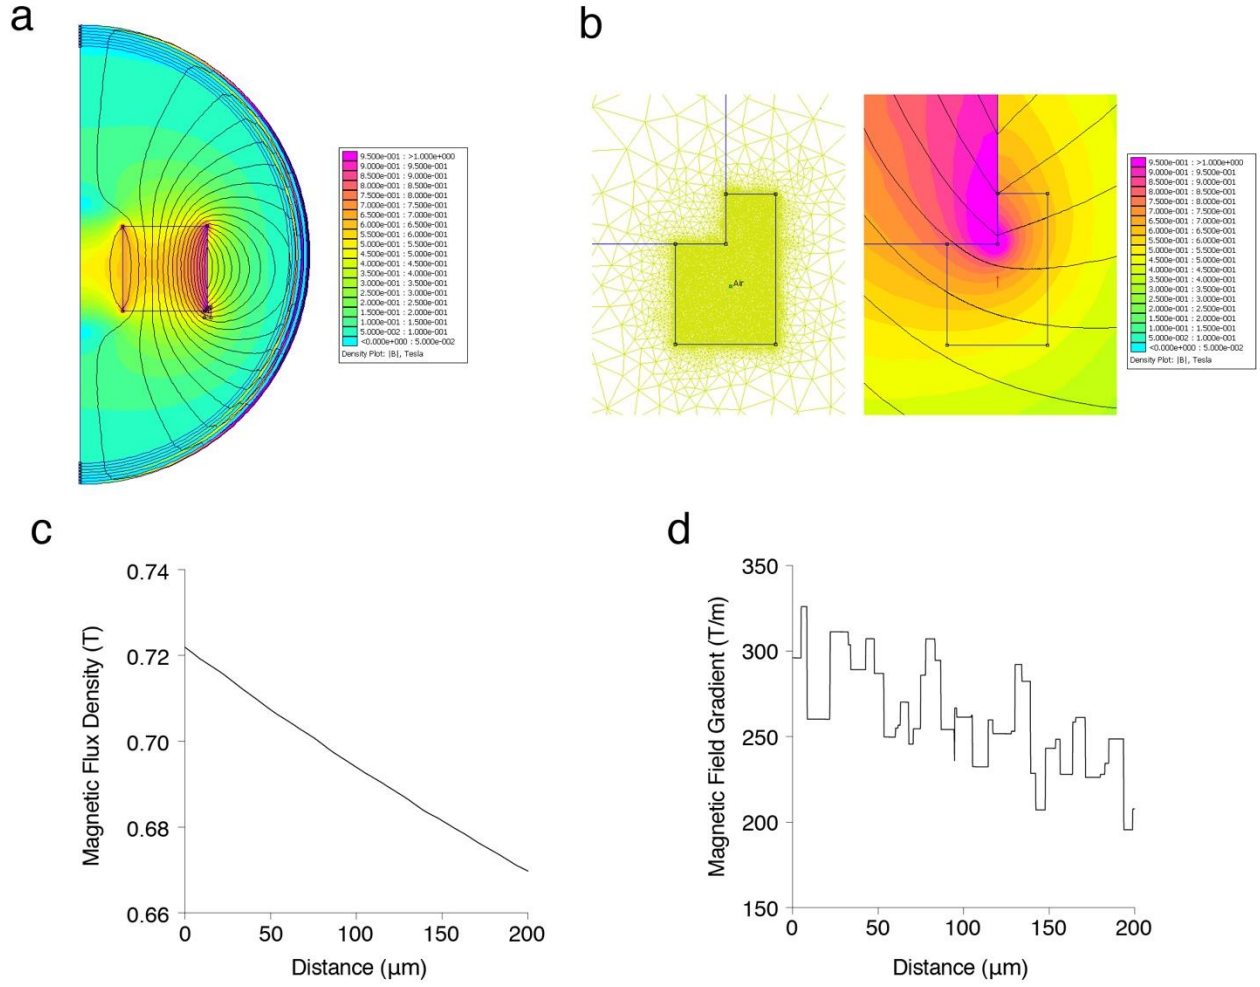 a
b
9.500e-001 : >1.000e+000
9.000e-001 : 9.500e-001
8.500e-001 : 9.000e-001
8.000e-001 : 8.500e-001
7.500e-001 : 8.000e-001
7.000e-001 : 7.500e-001
6.500e-001 : 7.000e-001
6.000e-001 : 6.500e-001
5.500e-001 : 6.000e-001
5.000e-001 : 5.500e-001
4.500e-001 : 5.000e-001
4.000e-001 : 4.500e-001
3.500e-001 : 4.000e-001
3.000e-001 : 3.500e-001
2.500e-001 : 3.000e-001
2.000e-001 : 2.500e-001
1.500e-001 : 2.000e-001
1.000e-001 : 1.500e-001
5.000e-002 : 1.000e-001
<0.000e+000 : 5.000e-002
Density Plot: |B|, Tesla
Air
9.500e-001 : >1.000e+000
9.000e-001 : 9.500e-001
8.500e-001 : 9.000e-001
8.000e-001 : 8.500e-001
7.500e-001 : 8.000e-001
7.000e-001 : 7.500e-001
6.500e-001 : 7.000e-001
6.000e-001 : 6.500e-001
5.500e-001 : 6.000e-001
5.000e-001 : 5.500e-001
4.500e-001 : 5.000e-001
4.000e-001 : 4.500e-001
3.500e-001 : 4.000e-001
3.000e-001 : 3.500e-001
2.500e-001 : 3.000e-001
2.000e-001 : 2.500e-001
1.500e-001 : 2.000e-001
1.000e-001 : 1.500e-001
5.000e-002 : 1.000e-001
<0.000e+000 : 5.000e-002
Density Plot: |B|, Tesla
c
Magnetic Flux Density (T)
0.74
0.72
0.70
0.68
0.66
0 50 100 150 200
Distance (µm)
d
Magnetic Field Gradient (T/m)
350
300
250
200
150
0 50 100 150 200
Distance (µm)